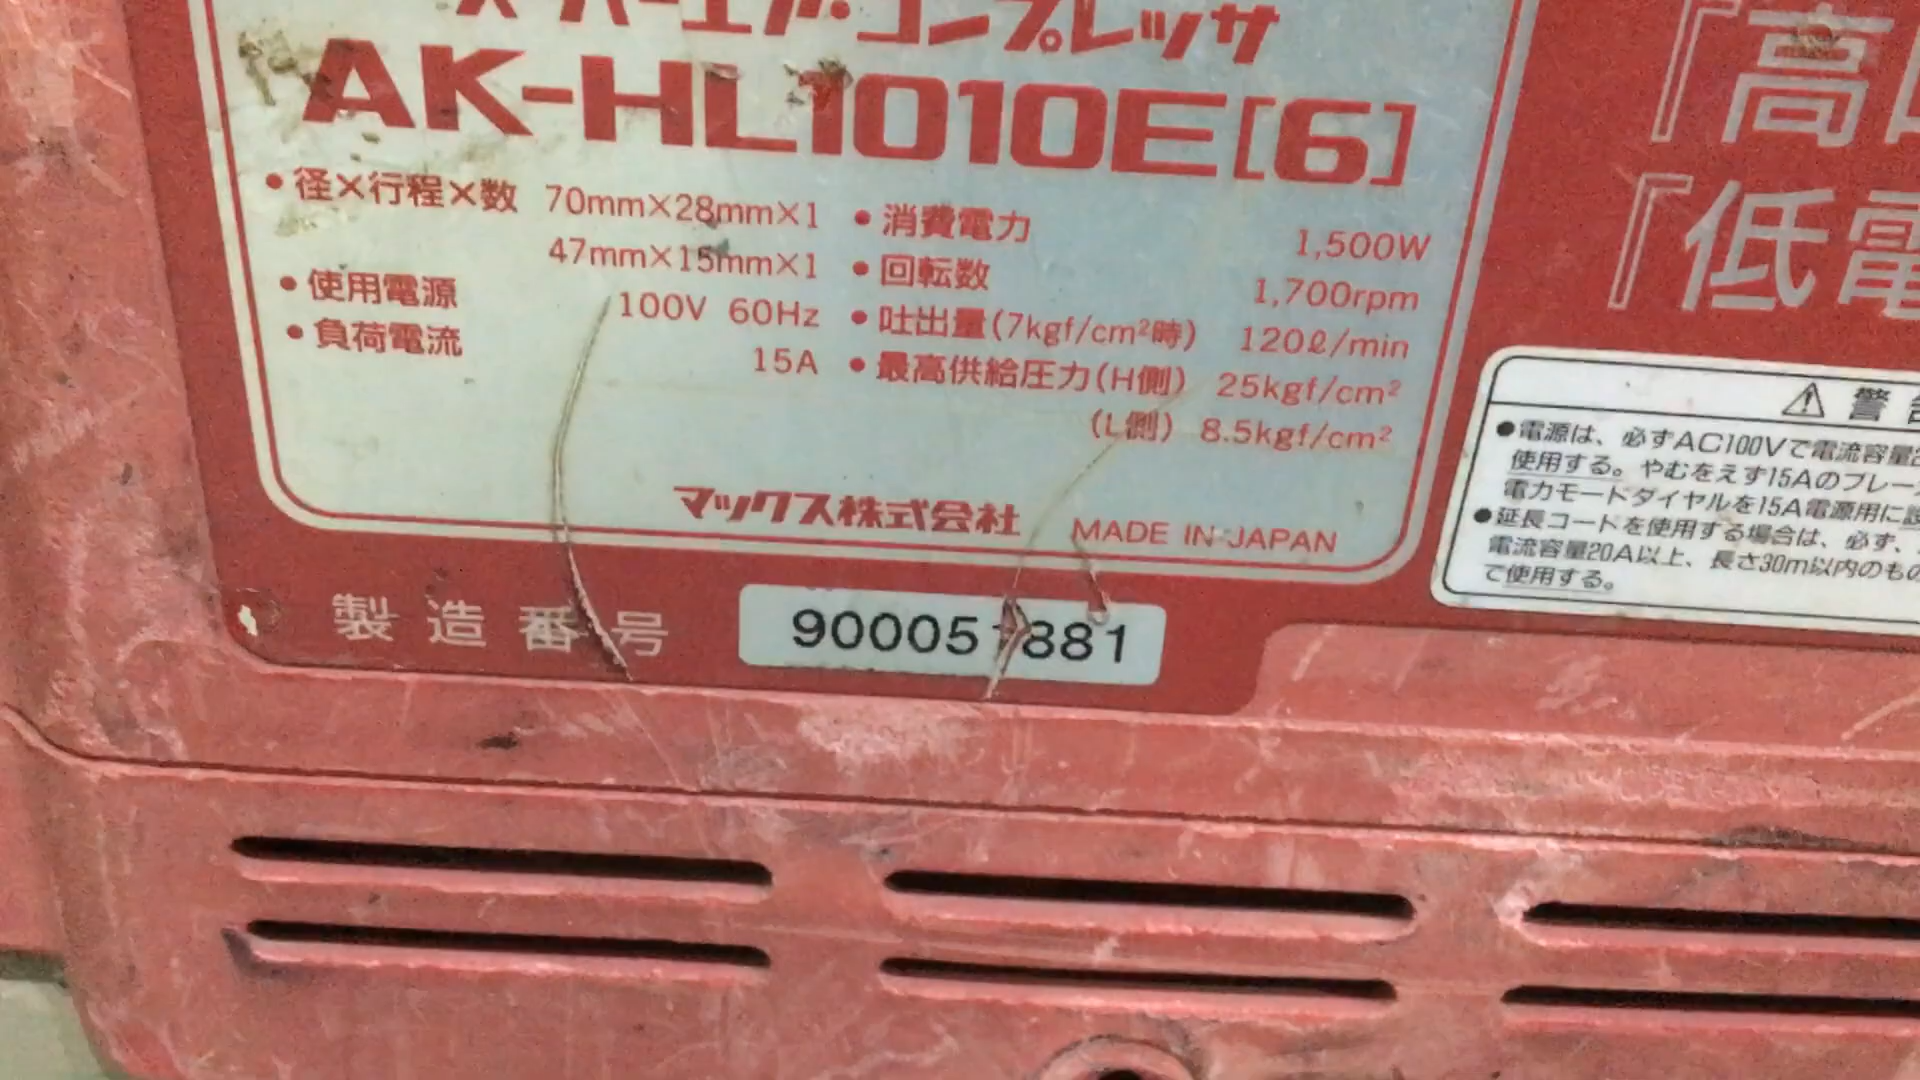 スーパーエア・コンプレッサ
AK-HL1010E[6]
• 径×行程×数 70mm×28mm×1
47mm×15mm×1
• 使用電源 100V 60Hz
• 負荷電流 15A
• 消費電力 1,500W
• 回転数 1,700rpm
• 吐出量(7kgf/cm²時) 120ℓ/min
• 最高供給圧力(H側) 25kgf/cm²
(L側) 8.5kgf/cm²
マックス株式会社 MADE IN JAPAN
製造番号 90005 881
『高
『低電
⚠ 警告
●電源は、必ずAC100Vで電流容量
使用する。やむをえず15Aのブレー
電力モードダイヤルを15A電源用に設
●延長コードを使用する場合は、必ず、
電流容量20A以上、長さ30m以内のもの
で使用する。